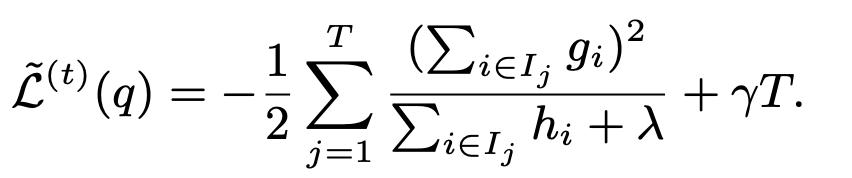 $\tilde{\mathcal{L}}^{(t)}(q) = -\frac{1}{2} \sum_{j=1}^{T} \frac{(\sum_{i \in I_j} g_i)^2}{\sum_{i \in I_j} h_i + \lambda} + \gamma T.$